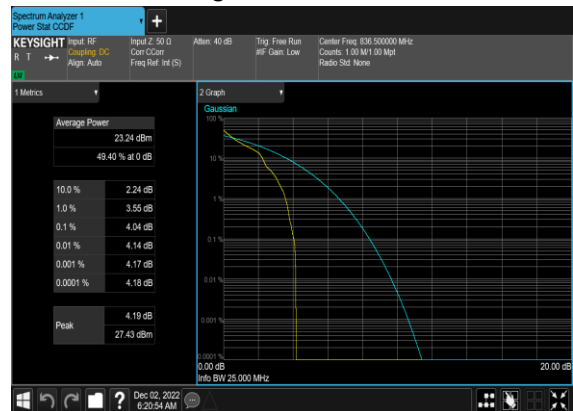 Spectrum Analyzer 1
Power Stat CCDF
+
KEYSIGHT
R T
LXI
Input: RF
Coupling: DC
Align: Auto
Input Z: 50 Ω
Corr CCorr
Freq Ref: Int (S)
Atten: 40 dB
Trig: Free Run
#IF Gain: Low
Center Freq: 836.500000 MHz
Counts: 1.00 M/1.00 Mpt
Radio Std: None
1 Metrics
Average Power
23.24 dBm
49.40 % at 0 dB
10.0 % 2.24 dB
1.0 % 3.55 dB
0.1 % 4.04 dB
0.01 % 4.14 dB
0.001 % 4.17 dB
0.0001 % 4.18 dB
Peak 4.19 dB
27.43 dBm
2 Graph
Gaussian
100 %
10 %
1 %
0.1 %
0.01 %
0.001 %
0.0001 %
0.00 dB 20.00 dB
Info BW 25.000 MHz
? Dec 02, 2022
6:20:54 AM